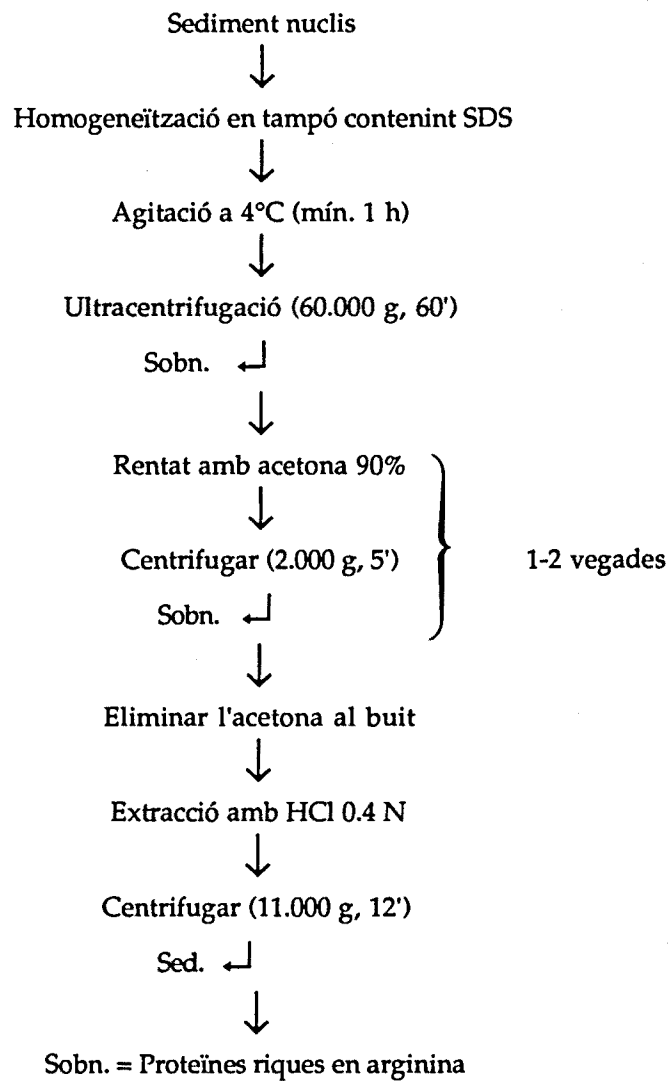 Sediment nuclis
Homogeneïtzació en tampó contenint SDS
Agitació a 4°C (mín. 1 h)
Ultracentrifugació (60.000 g, 60')
Sobn.
Rentat amb acetona 90%
Centrifugar (2.000 g, 5')
1-2 vegades
Sobn.
Eliminar l'acetona al buit
Extracció amb HCl 0.4 N
Centrifugar (11.000 g, 12')
Sed.
Sobn. = Proteïnes riques en arginina